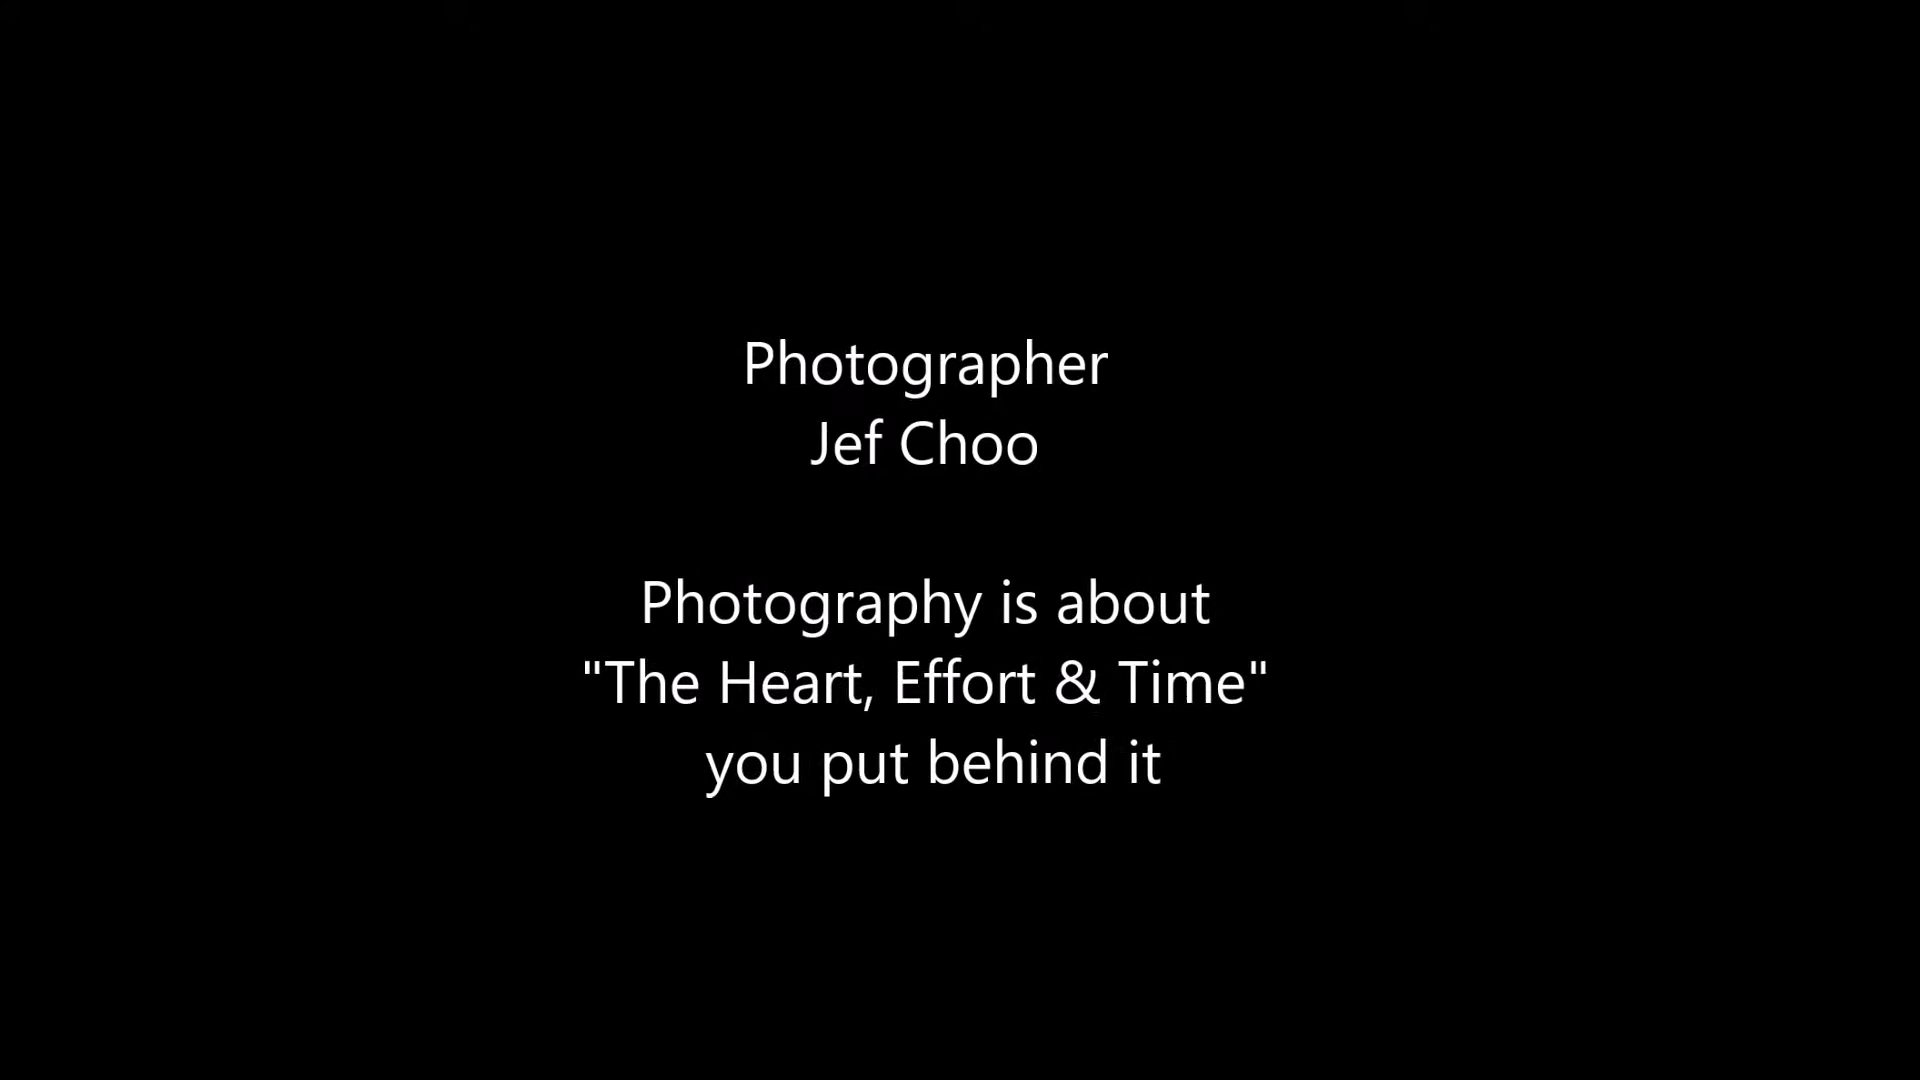 Photographer
Jef Choo
Photography is about
"The Heart, Effort & Time"
you put behind it